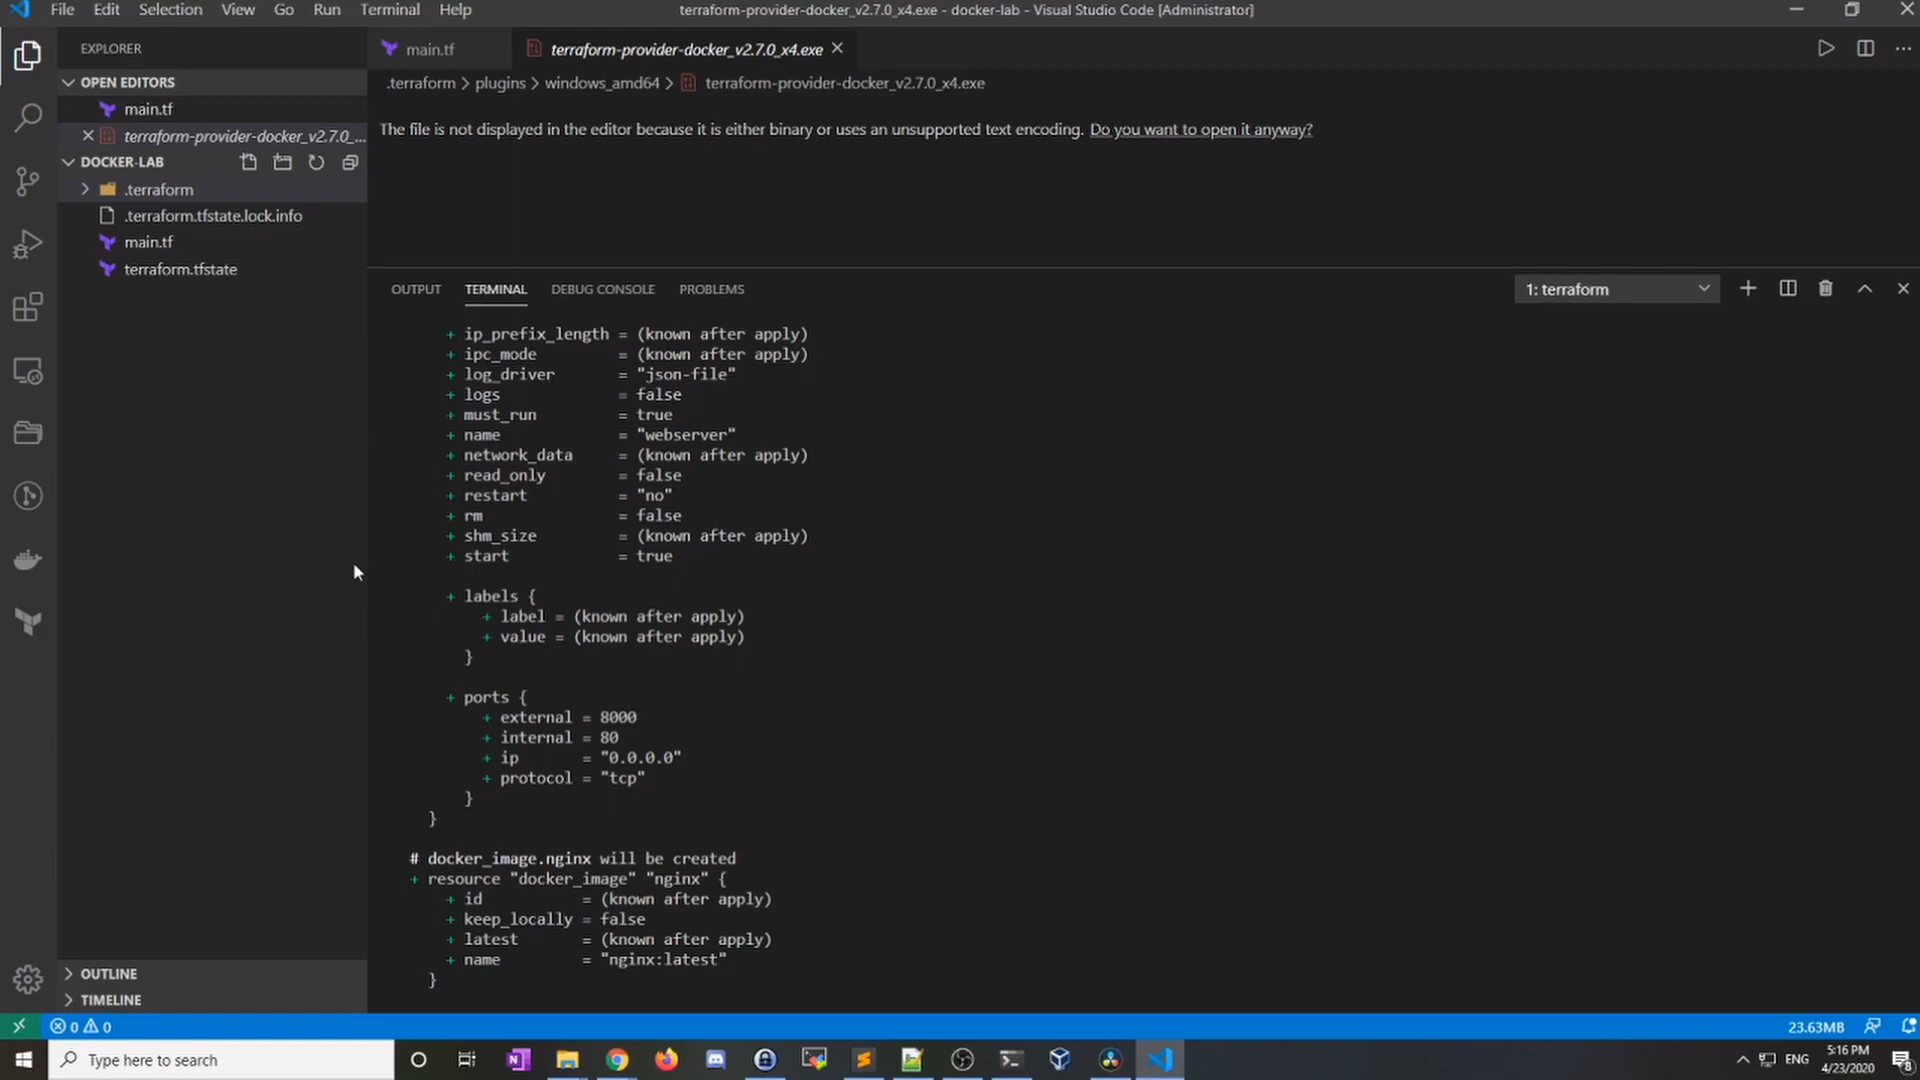 File Edit Selection View Go Run Terminal Help
terraform-provider-docker_v2.7.0_x4.exe - docker-lab - Visual Studio Code [Administrator]
EXPLORER
OPEN EDITORS
main.tf
terraform-provider-docker_v2.7.0_...
DOCKER-LAB
.terraform
.terraform.tfstate.lock.info
main.tf
terraform.tfstate
OUTLINE
TIMELINE
main.tf
terraform-provider-docker_v2.7.0_x4.exe
.terraform > plugins > windows_amd64 > terraform-provider-docker_v2.7.0_x4.exe
The file is not displayed in the editor because it is either binary or uses an unsupported text encoding. Do you want to open it anyway?
OUTPUT TERMINAL DEBUG CONSOLE PROBLEMS
1: terraform
+ ip_prefix_length = (known after apply)
+ ipc_mode = (known after apply)
+ log_driver = "json-file"
+ logs = false
+ must_run = true
+ name = "webserver"
+ network_data = (known after apply)
+ read_only = false
+ restart = "no"
+ rm = false
+ shm_size = (known after apply)
+ start = true
+ labels {
+ label = (known after apply)
+ value = (known after apply)
}
+ ports {
+ external = 8000
+ internal = 80
+ ip = "0.0.0.0"
+ protocol = "tcp"
}
}
# docker_image.nginx will be created
+ resource "docker_image" "nginx" {
+ id = (known after apply)
+ keep_locally = false
+ latest = (known after apply)
+ name = "nginx:latest"
}
0 0
23.63MB
Type here to search
ENG
5:16 PM
4/23/2020
8